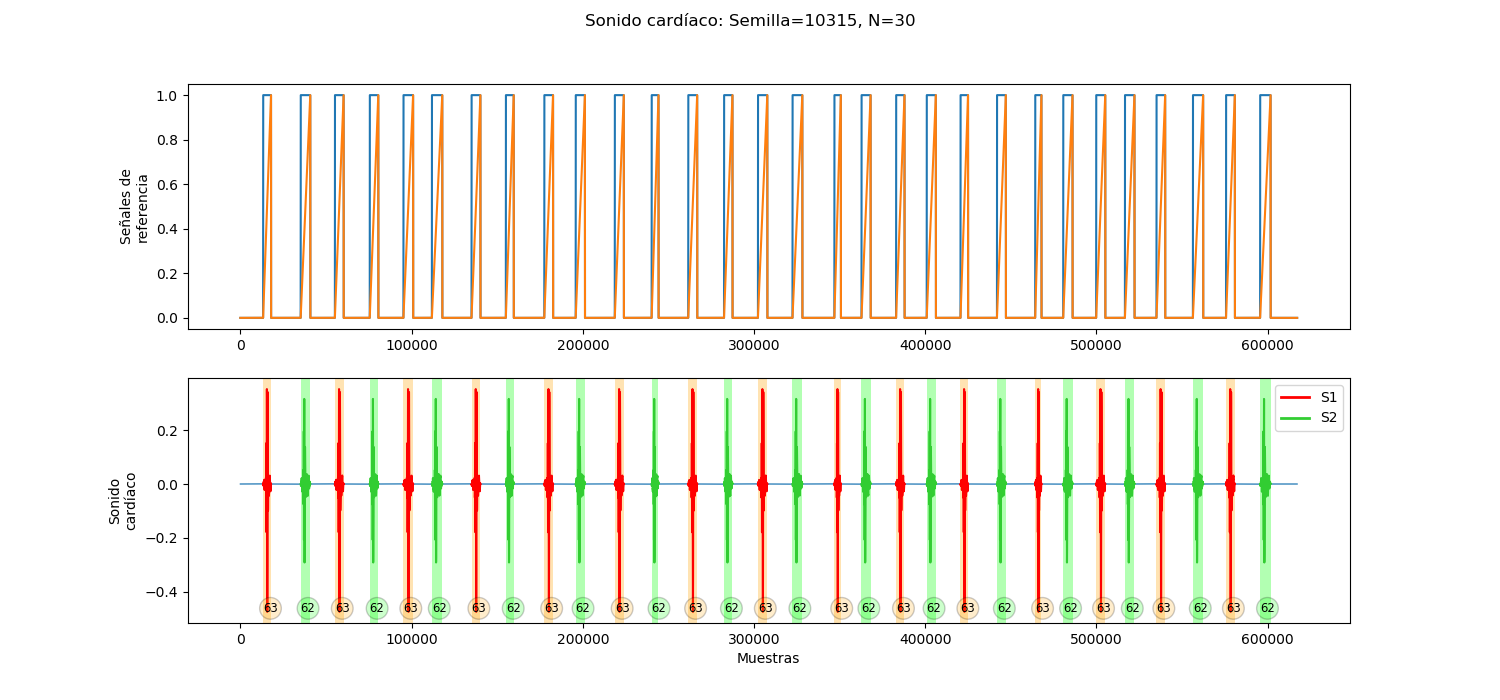 Sonido cardíaco: Semilla=10315, N=30
Señales de
referencia
1.0
0.8
0.6
0.4
0.2
0.0
0 100000 200000 300000 400000 500000 600000
Sonido
cardíaco
0.2
0.0
−0.2
−0.4
S1
S2
63 62 63 62 63 62 63 62 63 62 63 62 63 62 63 62 63 62 63 62 63 62 63 62 63 62 63 62 63 62
0 100000 200000 300000 400000 500000 600000
Muestras